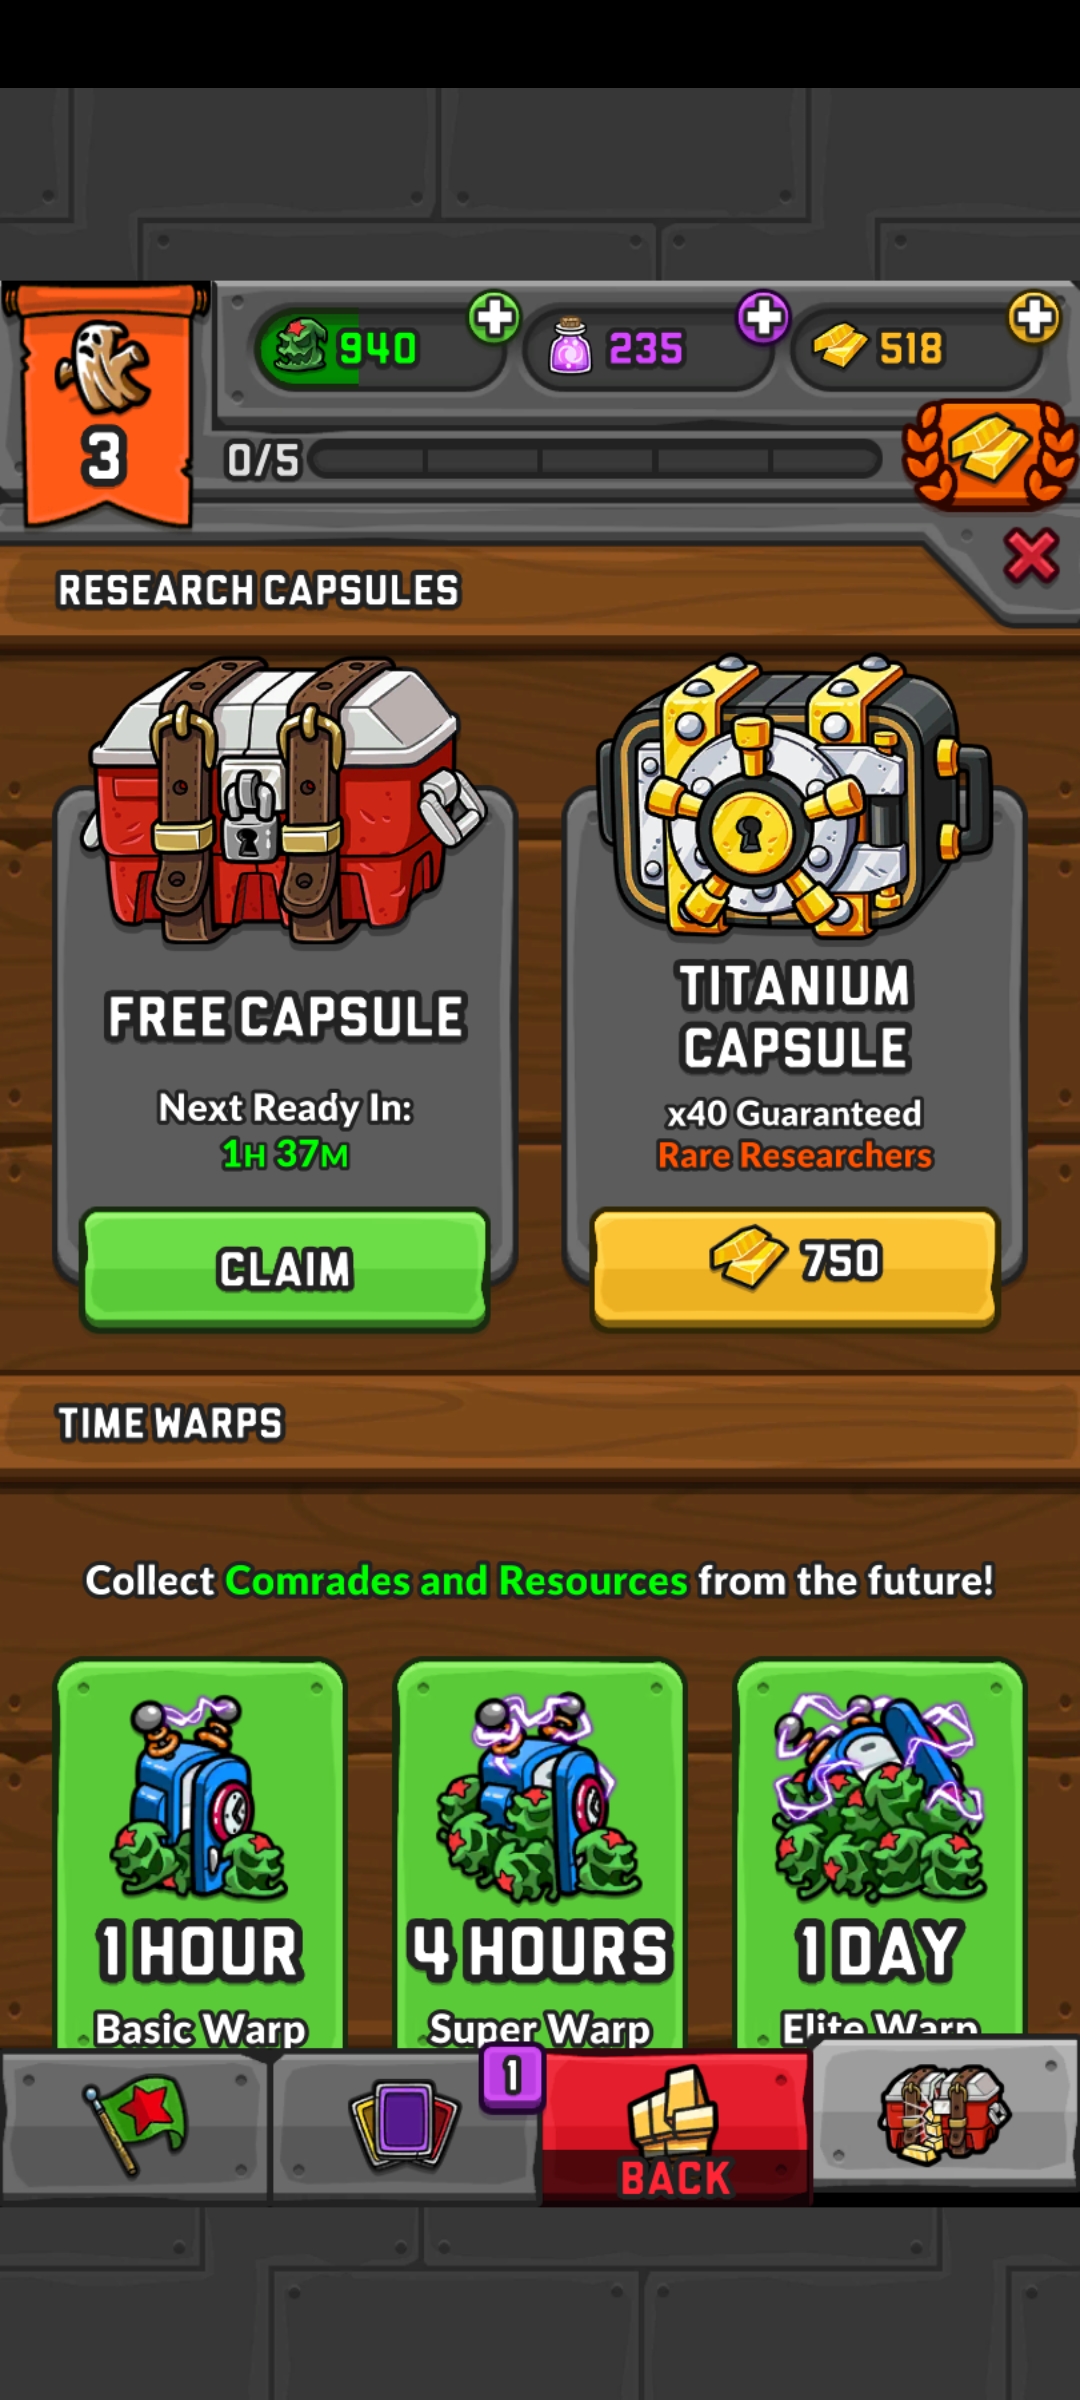 940
235
518
3
0/5
RESEARCH CAPSULES
FREE CAPSULE
Next Ready In:
1H 37M
CLAIM
TITANIUM
CAPSULE
x40 Guaranteed
Rare Researchers
750
TIME WARPS
Collect Comrades and Resources from the future!
1 HOUR
Basic Warp
4 HOURS
Super Warp
1 DAY
Elite Warp
1
BACK